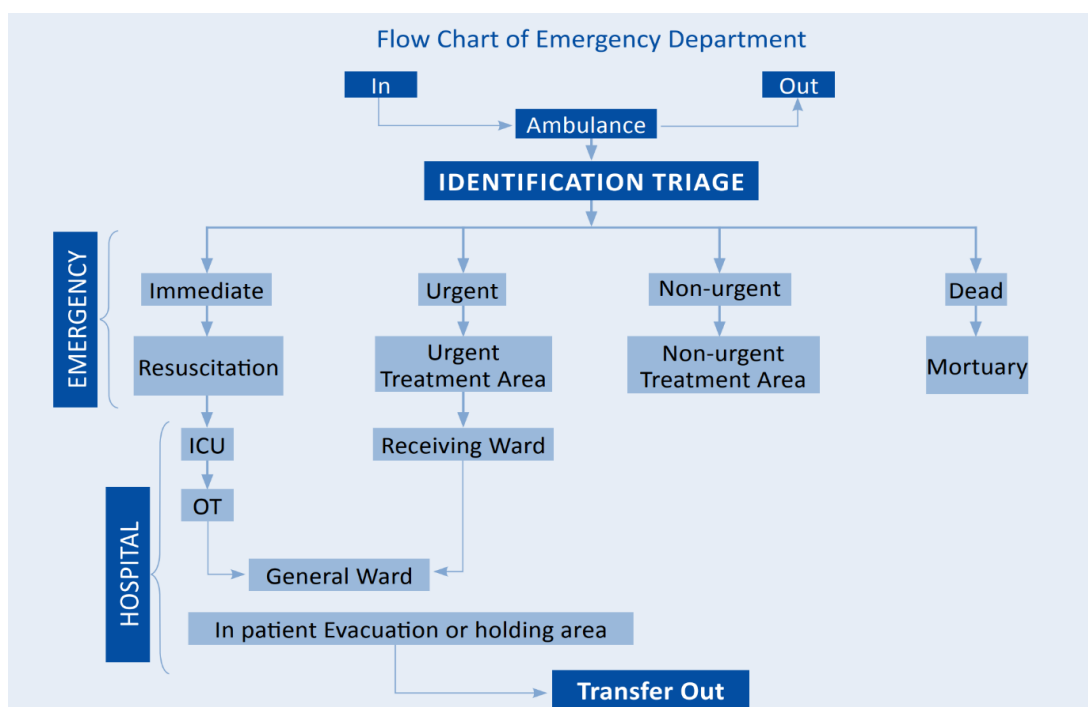 Flow Chart of Emergency Department
In
Out
Ambulance
IDENTIFICATION TRIAGE
EMERGENCY
Immediate
Urgent
Non-urgent
Dead
Resuscitation
Urgent
Treatment Area
Non-urgent
Treatment Area
Mortuary
HOSPITAL
ICU
Receiving Ward
OT
General Ward
In patient Evacuation or holding area
Transfer Out